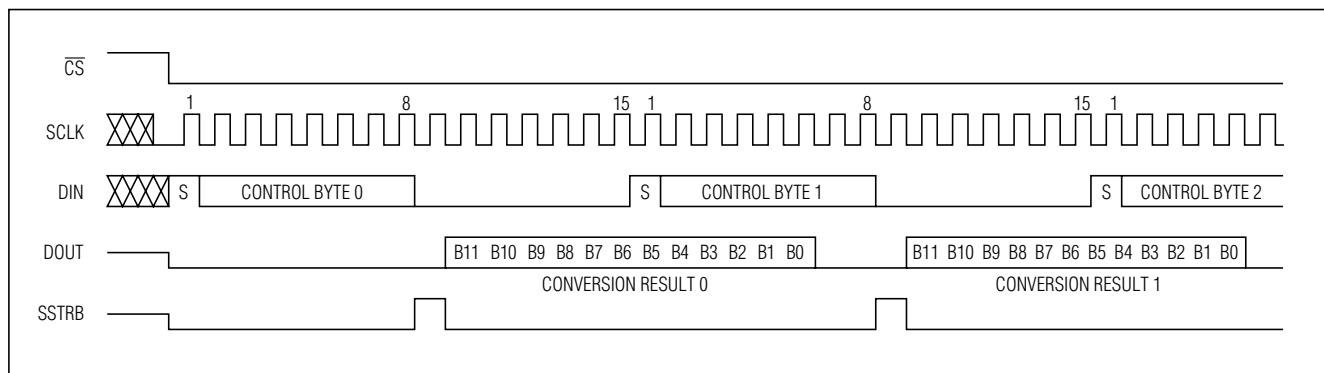 CS
1 8 15 1 8 15 1
SCLK
DIN S CONTROL BYTE 0 S CONTROL BYTE 1 S CONTROL BYTE 2
DOUT B11 B10 B9 B8 B7 B6 B5 B4 B3 B2 B1 B0 B11 B10 B9 B8 B7 B6 B5 B4 B3 B2 B1 B0
CONVERSION RESULT 0 CONVERSION RESULT 1
SSTRB